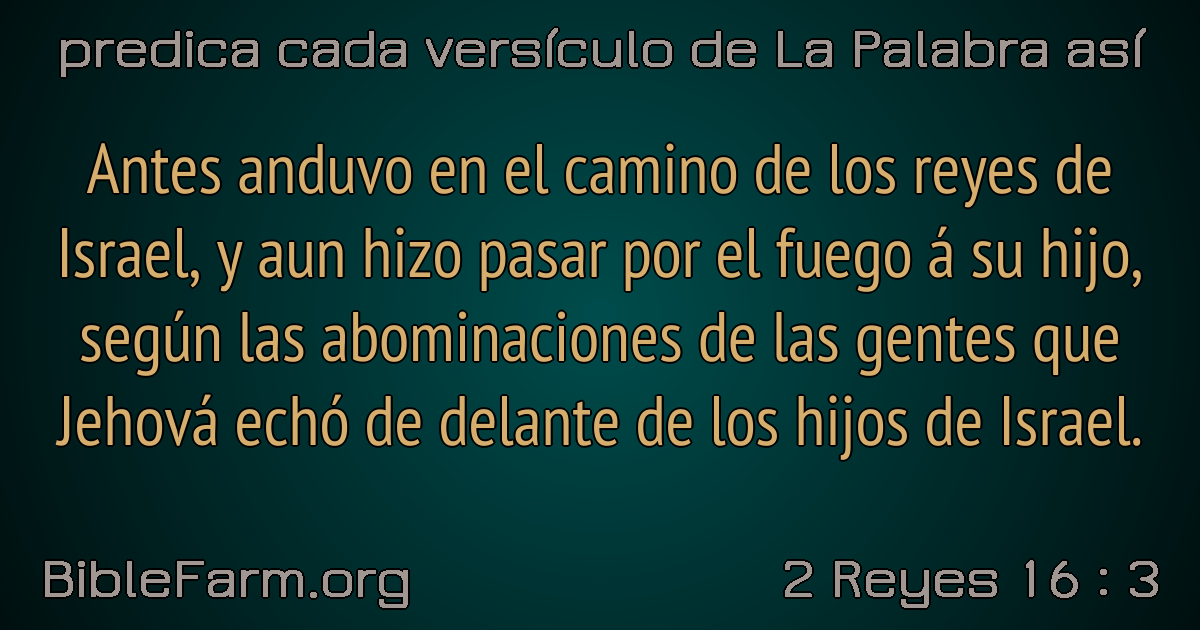 predica cada versículo de La Palabra así
Antes anduvo en el camino de los reyes de
Israel, y aun hizo pasar por el fuego á su hijo,
según las abominaciones de las gentes que
Jehová echó de delante de los hijos de Israel.
BibleFarm.org
2 Reyes 16 : 3